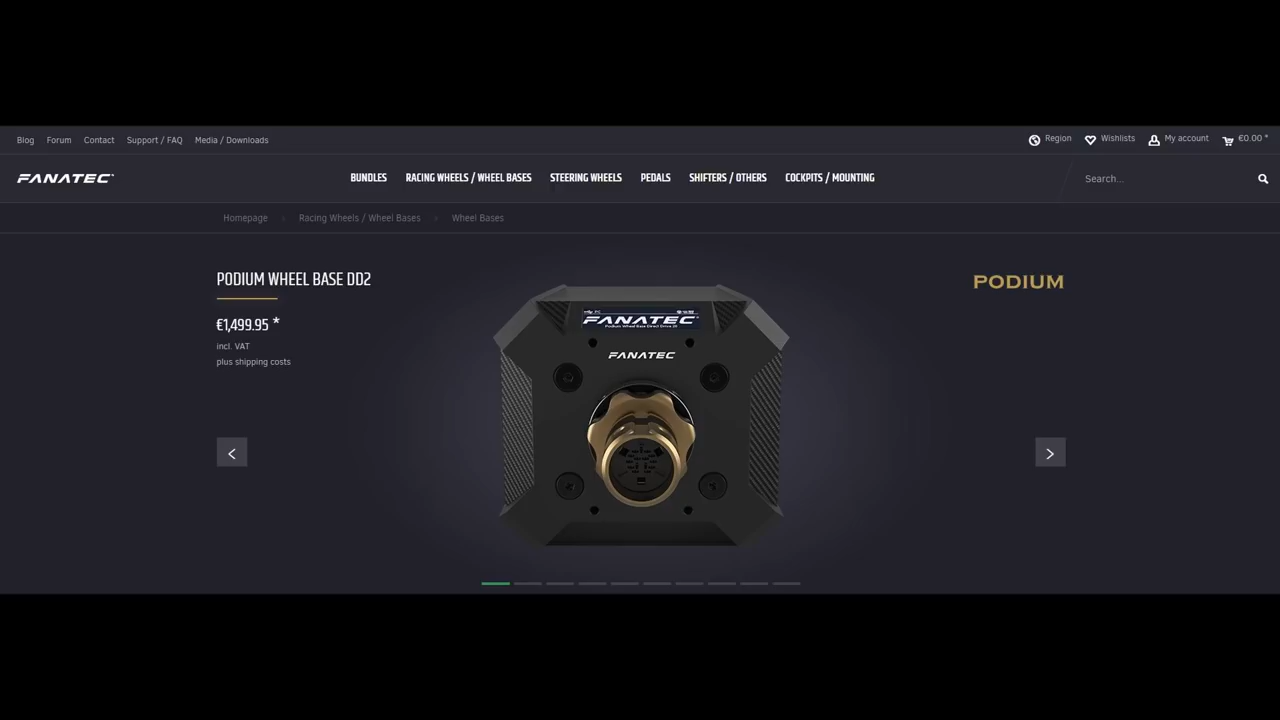 Blog Forum Contact Support / FAQ Media / Downloads Region Wishlists My account €0.00 *
FANATEC BUNDLES RACING WHEELS / WHEEL BASES STEERING WHEELS PEDALS SHIFTERS / OTHERS COCKPITS / MOUNTING Search...
Homepage Racing Wheels / Wheel Bases Wheel Bases
PODIUM WHEEL BASE DD2
PODIUM
€1,499.95 *
incl. VAT
plus shipping costs
FANATEC
FANATEC